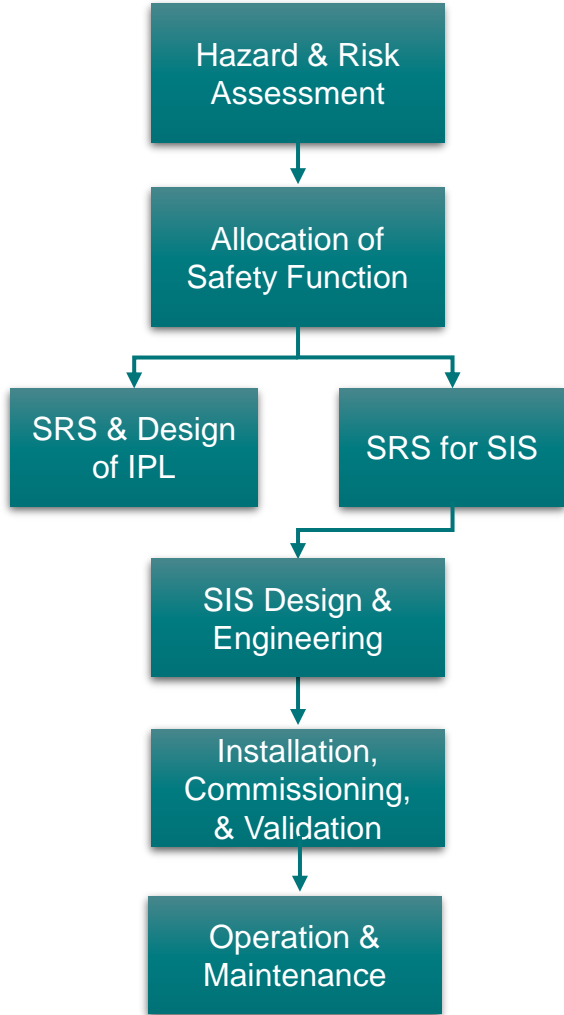 Hazard & Risk
Assessment
Allocation of
Safety Function
SRS & Design
of IPL
SRS for SIS
SIS Design &
Engineering
Installation,
Commissioning,
& Validation
Operation &
Maintenance